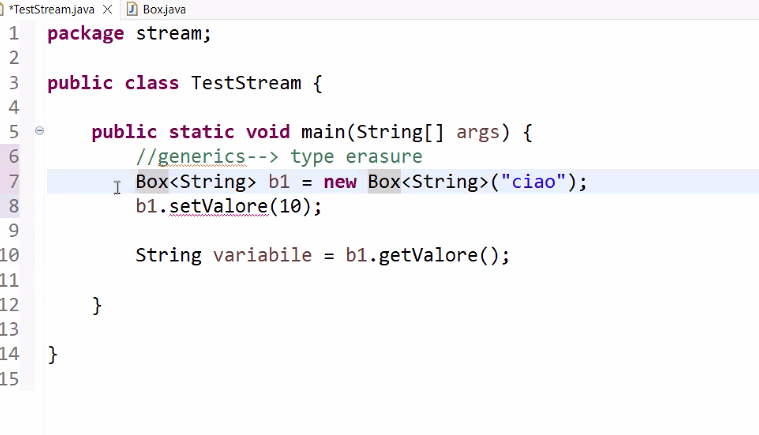 *TestStream.java Box.java
1 package stream;
2
3 public class TestStream {
4
5 public static void main(String[] args) {
6 //generics--> type erasure
7 Box<String> b1 = new Box<String>("ciao");
8 b1.setValore(10);
9
10 String variabile = b1.getValore();
11
12 }
13
14 }
15